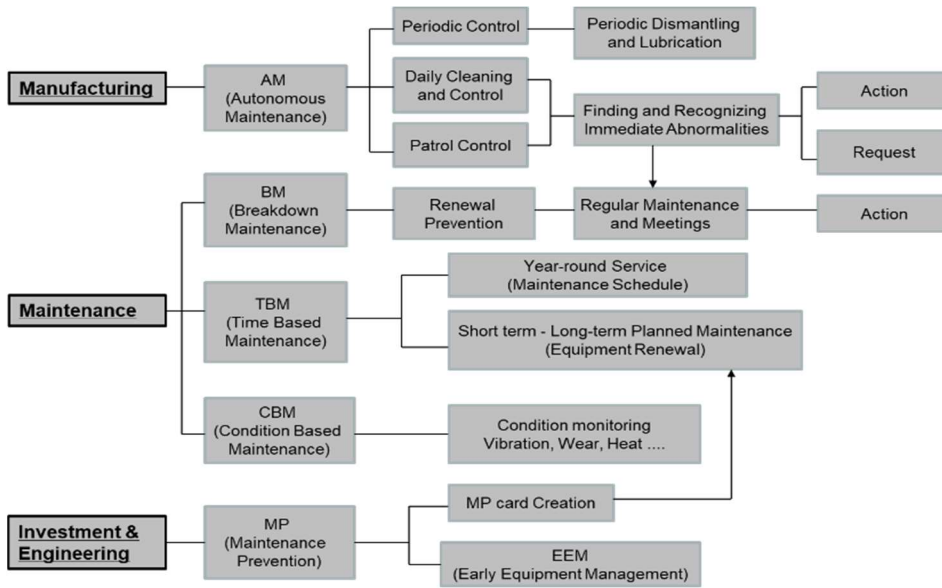 Periodic Control
Periodic Dismantling
and Lubrication
Manufacturing
AM
(Autonomous
Maintenance)
Daily Cleaning
and Control
Finding and Recognizing
Immediate Abnormalities
Action
Patrol Control
Request
BM
(Breakdown
Maintenance)
Renewal
Prevention
Regular Maintenance
and Meetings
Action
Maintenance
TBM
(Time Based
Maintenance)
Year-round Service
(Maintenance Schedule)
Short term - Long-term Planned Maintenance
(Equipment Renewal)
CBM
(Condition Based
Maintenance)
Condition monitoring
Vibration, Wear, Heat ....
Investment &
Engineering
MP
(Maintenance
Prevention)
MP card Creation
EEM
(Early Equipment Management)